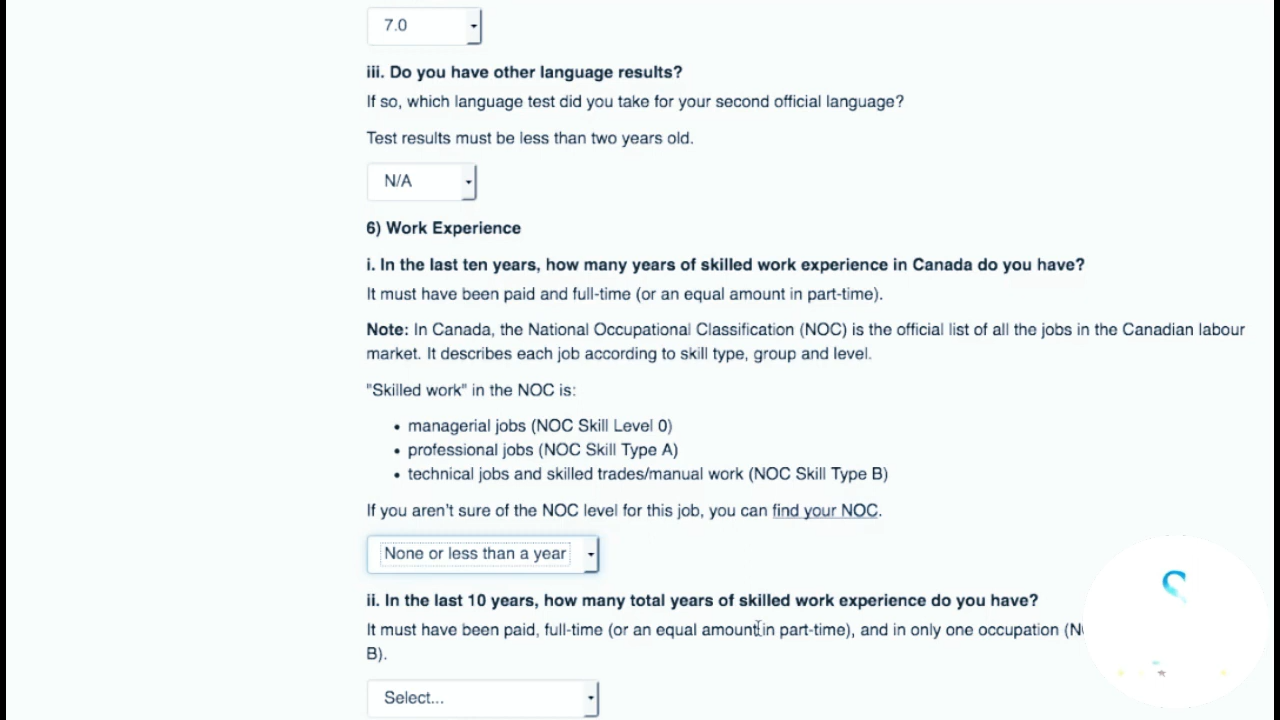 7.0
iii. Do you have other language results?
If so, which language test did you take for your second official language?
Test results must be less than two years old.
N/A
6) Work Experience
i. In the last ten years, how many years of skilled work experience in Canada do you have?
It must have been paid and full-time (or an equal amount in part-time).
Note: In Canada, the National Occupational Classification (NOC) is the official list of all the jobs in the Canadian labour
market. It describes each job according to skill type, group and level.
"Skilled work" in the NOC is:
• managerial jobs (NOC Skill Level 0)
• professional jobs (NOC Skill Type A)
• technical jobs and skilled trades/manual work (NOC Skill Type B)
If you aren't sure of the NOC level for this job, you can find your NOC.
None or less than a year
ii. In the last 10 years, how many total years of skilled work experience do you have?
It must have been paid, full-time (or an equal amount in part-time), and in only one occupation
B).
Select...